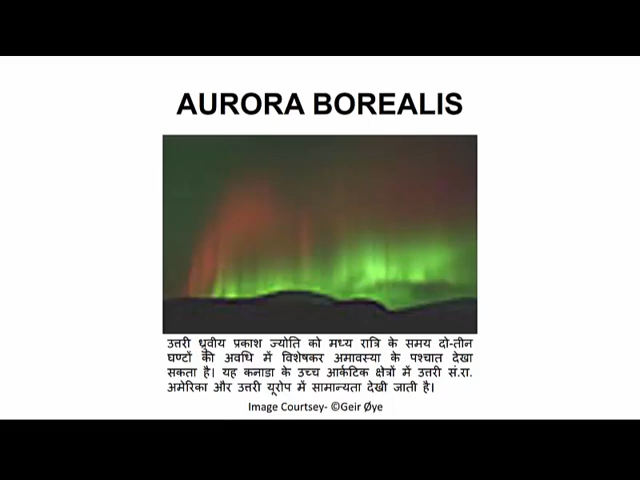 AURORA BOREALIS
उत्तरी ध्रुवीय प्रकाश ज्योति को मध्य रात्रि के समय दो-तीन
घण्टों की अवधि में विशेषकर अमावस्या के पश्चात देखा
सकता है। यह कनाडा के उच्च आर्कटिक क्षेत्रों में उत्तरी सं.रा.
अमेरिका और उत्तरी यूरोप में सामान्यता देखी जाती है।
Image Courtsey- ©Geir Øye